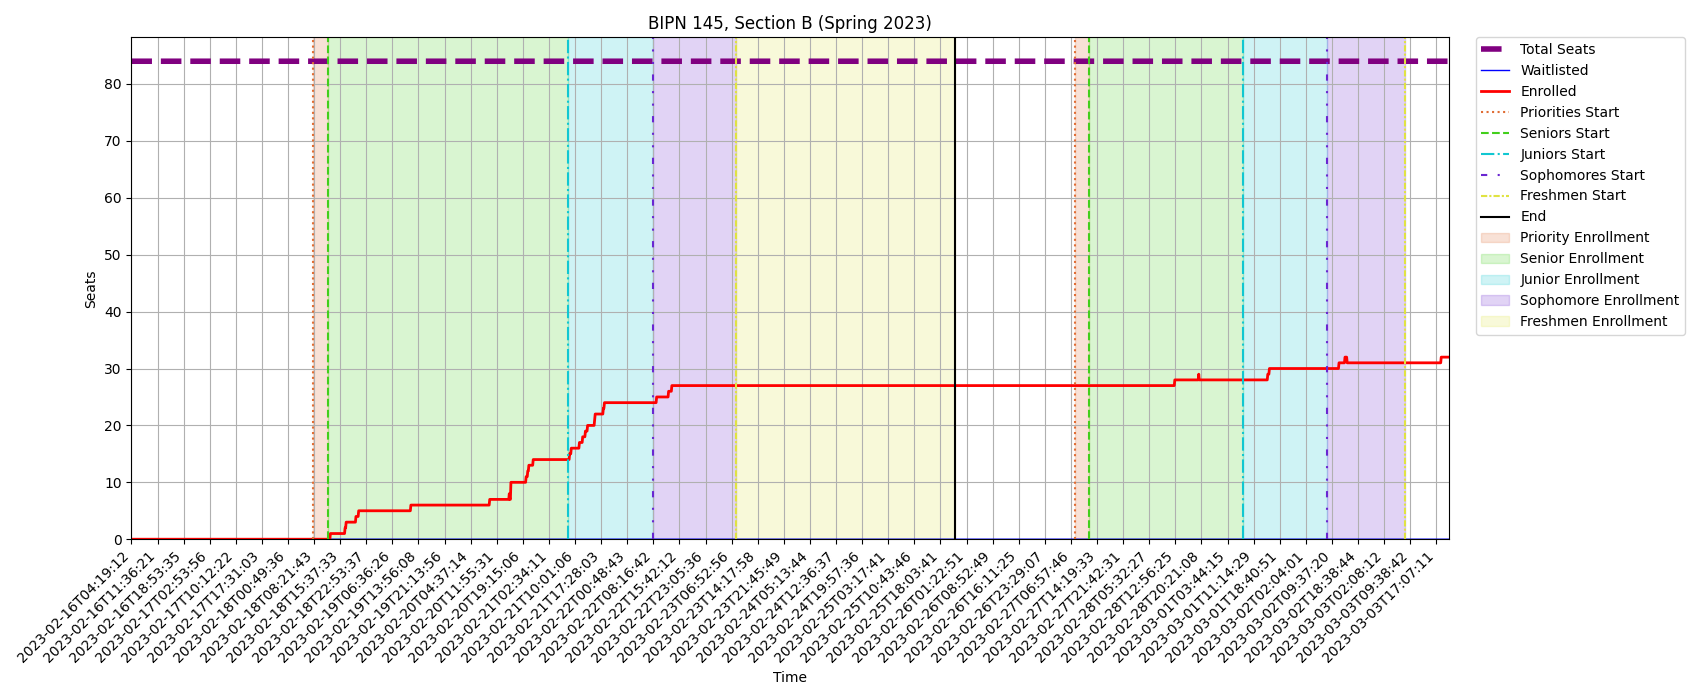 BIPN 145, Section B (Spring 2023)
Seats
80
70
60
50
40
30
20
10
0
2023-02-16T04:19:12
2023-02-16T11:36:21
2023-02-16T18:53:35
2023-02-17T02:53:56
2023-02-17T10:12:22
2023-02-17T17:31:03
2023-02-18T00:49:36
2023-02-18T08:21:43
2023-02-18T15:37:33
2023-02-18T22:53:37
2023-02-19T06:36:26
2023-02-19T13:56:08
2023-02-19T21:13:56
2023-02-20T04:37:14
2023-02-20T11:55:31
2023-02-20T19:15:06
2023-02-21T02:34:11
2023-02-21T10:01:06
2023-02-21T17:28:03
2023-02-22T00:48:43
2023-02-22T08:16:42
2023-02-22T15:42:12
2023-02-22T23:05:36
2023-02-23T06:52:56
2023-02-23T14:17:58
2023-02-23T21:45:49
2023-02-24T05:13:44
2023-02-24T12:36:37
2023-02-24T19:57:36
2023-02-25T03:17:41
2023-02-25T10:43:46
2023-02-25T18:03:41
2023-02-26T01:22:51
2023-02-26T08:52:49
2023-02-26T16:11:25
2023-02-26T23:29:07
2023-02-27T06:57:46
2023-02-27T14:19:33
2023-02-27T21:42:31
2023-02-28T05:32:27
2023-02-28T12:56:25
2023-02-28T20:21:08
2023-03-01T03:44:15
2023-03-01T11:14:29
2023-03-01T18:40:51
2023-03-02T02:04:01
2023-03-02T09:37:20
2023-03-02T18:38:44
2023-03-03T02:08:12
2023-03-03T09:38:42
2023-03-03T17:07:11
Time
Total Seats
Waitlisted
Enrolled
Priorities Start
Seniors Start
Juniors Start
Sophomores Start
Freshmen Start
End
Priority Enrollment
Senior Enrollment
Junior Enrollment
Sophomore Enrollment
Freshmen Enrollment